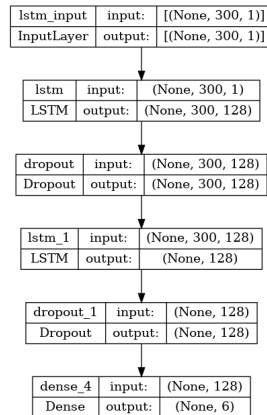 lstm_input input: [(None, 300, 1)]
InputLayer output: [(None, 300, 1)]
lstm input: (None, 300, 1)
LSTM output: (None, 300, 128)
dropout input: (None, 300, 128)
Dropout output: (None, 300, 128)
lstm_1 input: (None, 300, 128)
LSTM output: (None, 128)
dropout_1 input: (None, 128)
Dropout output: (None, 128)
dense_4 input: (None, 128)
Dense output: (None, 6)